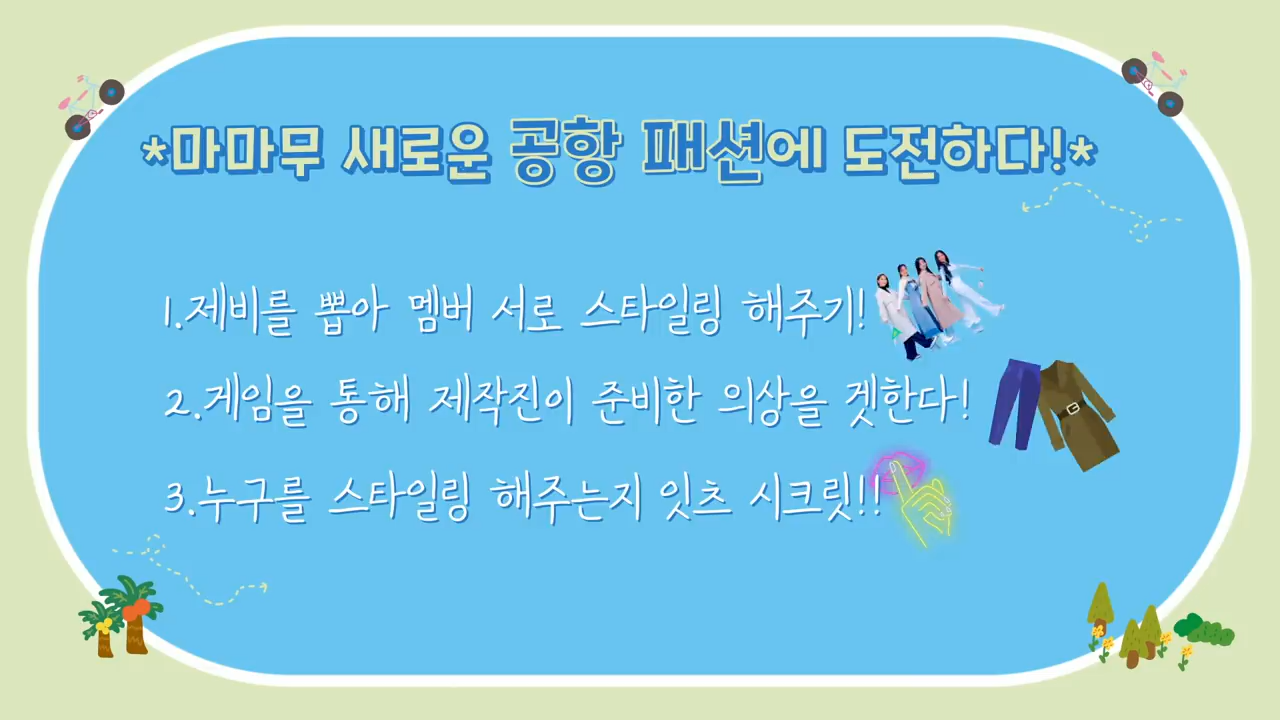 *마마무 새로운 공항 패션에 도전하다!*
1.제비를 뽑아 멤버 서로 스타일링 해주기!
2.게임을 통해 제작진이 준비한 의상을 겟한다!
3.누구를 스타일링 해주는지 잇츠 시크릿!!